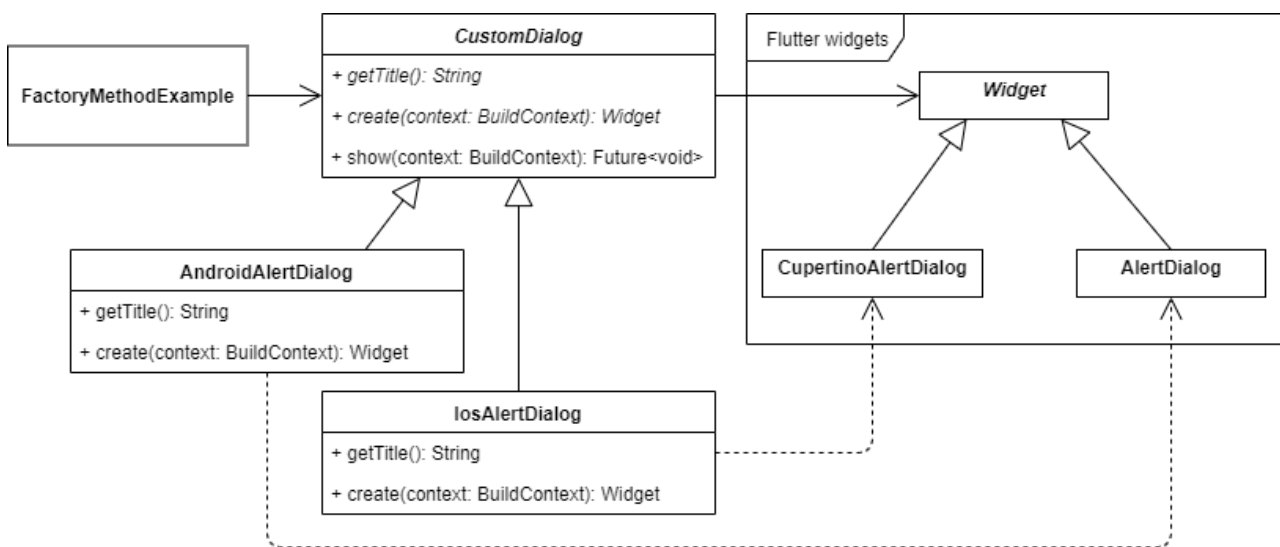 FactoryMethodExample
CustomDialog
+ getTitle(): String
+ create(context: BuildContext): Widget
+ show(context: BuildContext): Future<void>
Flutter widgets
Widget
CupertinoAlertDialog
AlertDialog
AndroidAlertDialog
+ getTitle(): String
+ create(context: BuildContext): Widget
IosAlertDialog
+ getTitle(): String
+ create(context: BuildContext): Widget